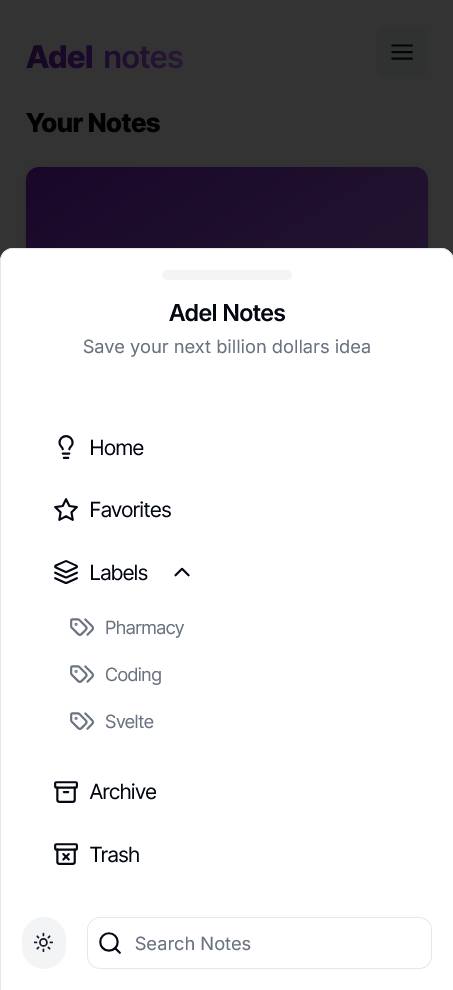 Adel notes
Your Notes
Adel Notes
Save your next billion dollars idea
Home
Favorites
Labels
Pharmacy
Coding
Svelte
Archive
Trash
Search Notes